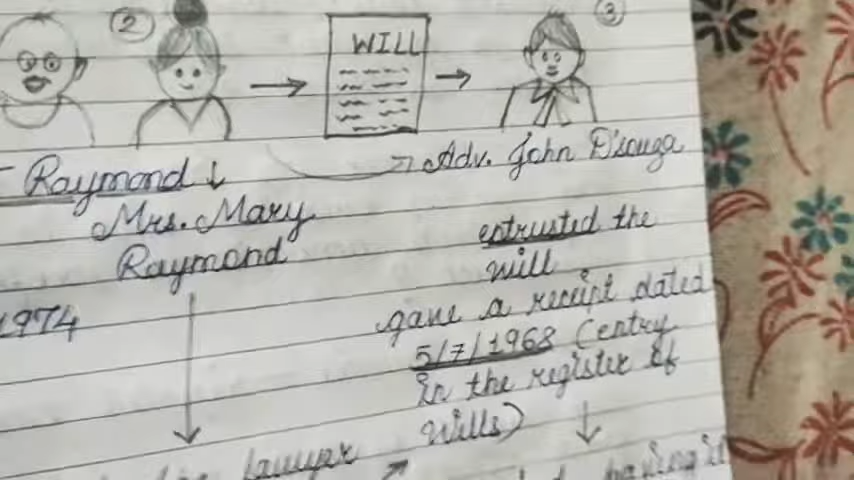 2
WILL
3
Raymond ↓
Mrs. Mary
Raymond
1974
→ Adv. John D'souza
entrusted the
will
gave a receipt dated
5/7/1968 (entry
in the register of
Wills)
lawyer
having